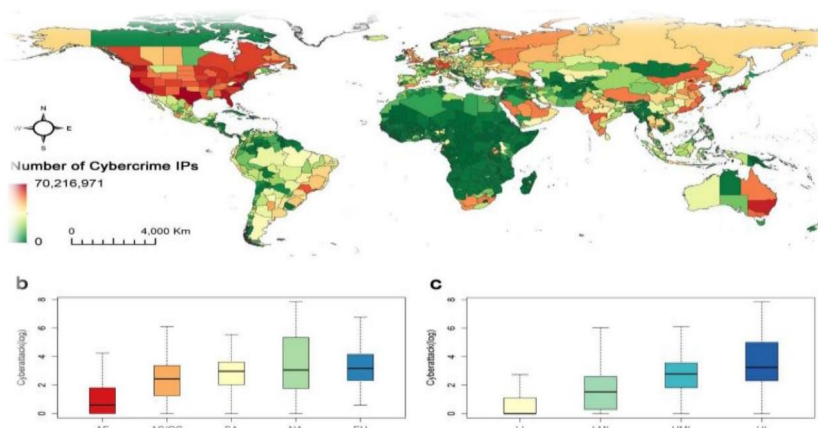 N
W E
S
Number of Cybercrime IPs
70,216,971
0
0 4,000 Km
b
c
8
6
4
2
0
Cyberattack(log)
8
6
4
2
0
Cyberattack(log)